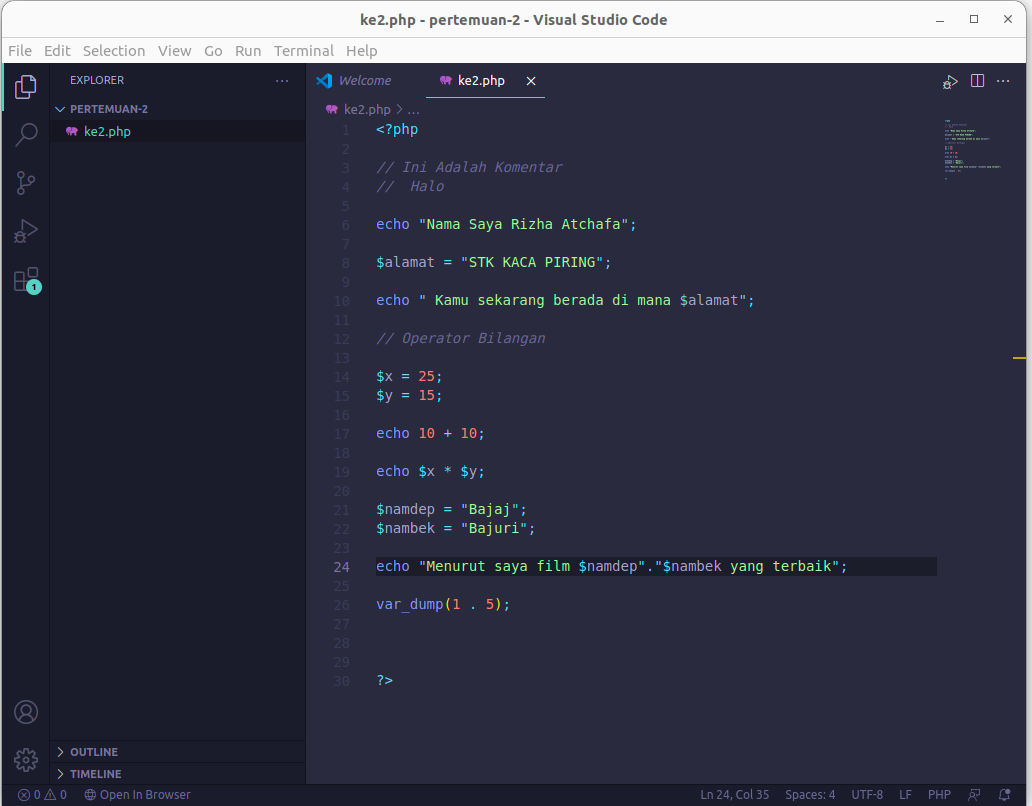 ke2.php - pertemuan-2 - Visual Studio Code
File Edit Selection View Go Run Terminal Help
EXPLORER
PERTEMUAN-2
ke2.php
Welcome
ke2.php
ke2.php > ...
1 <?php
2
3 // Ini Adalah Komentar
4 //  Halo
5
6 echo "Nama Saya Rizha Atchafa";
7
8 $alamat = "STK KACA PIRING";
9
10 echo " Kamu sekarang berada di mana $alamat";
11
12 // Operator Bilangan
13
14 $x = 25;
15 $y = 15;
16
17 echo 10 + 10;
18
19 echo $x * $y;
20
21 $namdep = "Bajaj";
22 $nambek = "Bajuri";
23
24 echo "Menurut saya film $namdep"."$nambek yang terbaik";
25
26 var_dump(1 . 5);
27
28
29
30 ?>
1
OUTLINE
TIMELINE
0 0 Open In Browser Ln 24, Col 35 Spaces: 4 UTF-8 LF PHP